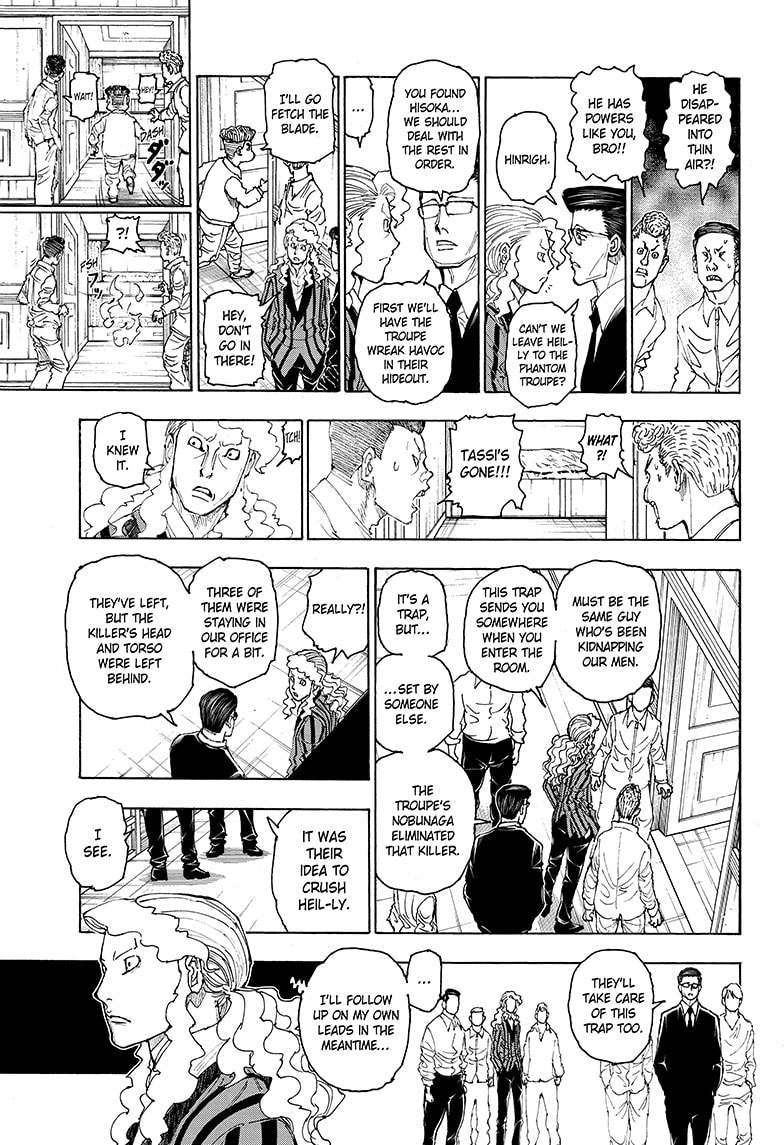 HE
DISAP-
PEARED
INTO
THIN
AIR?!
HE HAS
POWERS
LIKE YOU,
BRO!!
HINRIGH.
CAN'T WE
LEAVE HEIL-
LY TO THE
PHANTOM
TROUPE?
YOU FOUND
HISOKA...
WE SHOULD
DEAL WITH
THE REST IN
ORDER.
...
FIRST WE'LL
HAVE THE
TROUPE
WREAK HAVOC
IN THEIR
HIDEOUT.
I'LL GO
FETCH THE
BLADE.
HEY,
DON'T
GO IN
THERE!
HEY!
WAIT!
DASH
ダダッ
?!
FSH
フッ
WHAT
?!
TASSI'S
GONE!!!
TCH!
I
KNEW
IT.
MUST BE
THE SAME GUY
WHO'S BEEN
KIDNAPPING
OUR MEN.
THIS TRAP
SENDS YOU
SOMEWHERE
WHEN YOU
ENTER THE
ROOM.
IT'S A
TRAP,
BUT...
...SET BY
SOMEONE
ELSE.
THE
TROUPE'S
NOBUNAGA
ELIMINATED
THAT KILLER.
REALLY?!
THREE OF
THEM WERE
STAYING IN
OUR OFFICE
FOR A BIT.
THEY'VE LEFT,
BUT THE
KILLER'S HEAD
AND TORSO
WERE LEFT
BEHIND.
IT WAS
THEIR
IDEA TO
CRUSH
HEIL-LY.
I
SEE.
THEY'LL
TAKE CARE
OF THIS
TRAP TOO.
...
I'LL FOLLOW
UP ON MY OWN
LEADS IN THE
MEANTIME...